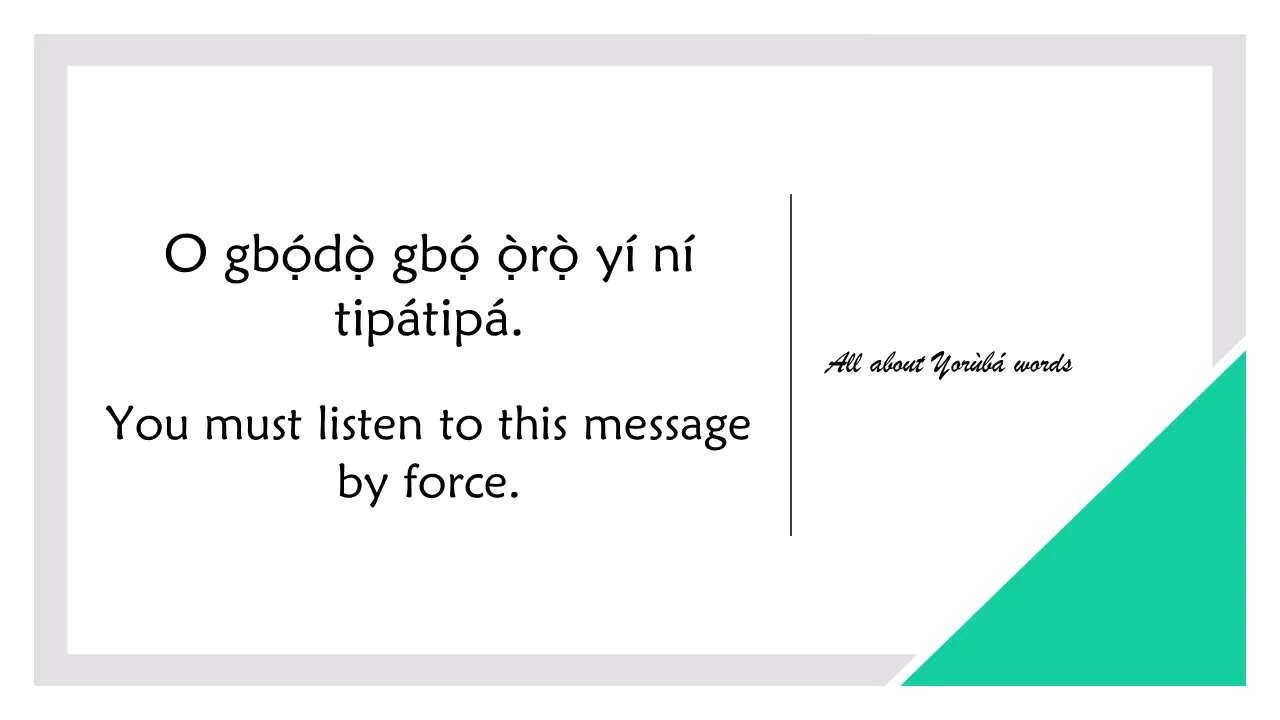 O gbọ́dọ̀ gbọ́ ọ̀rọ̀ yí ní
tipátipá.
You must listen to this message
by force.
All about Yorùbá words